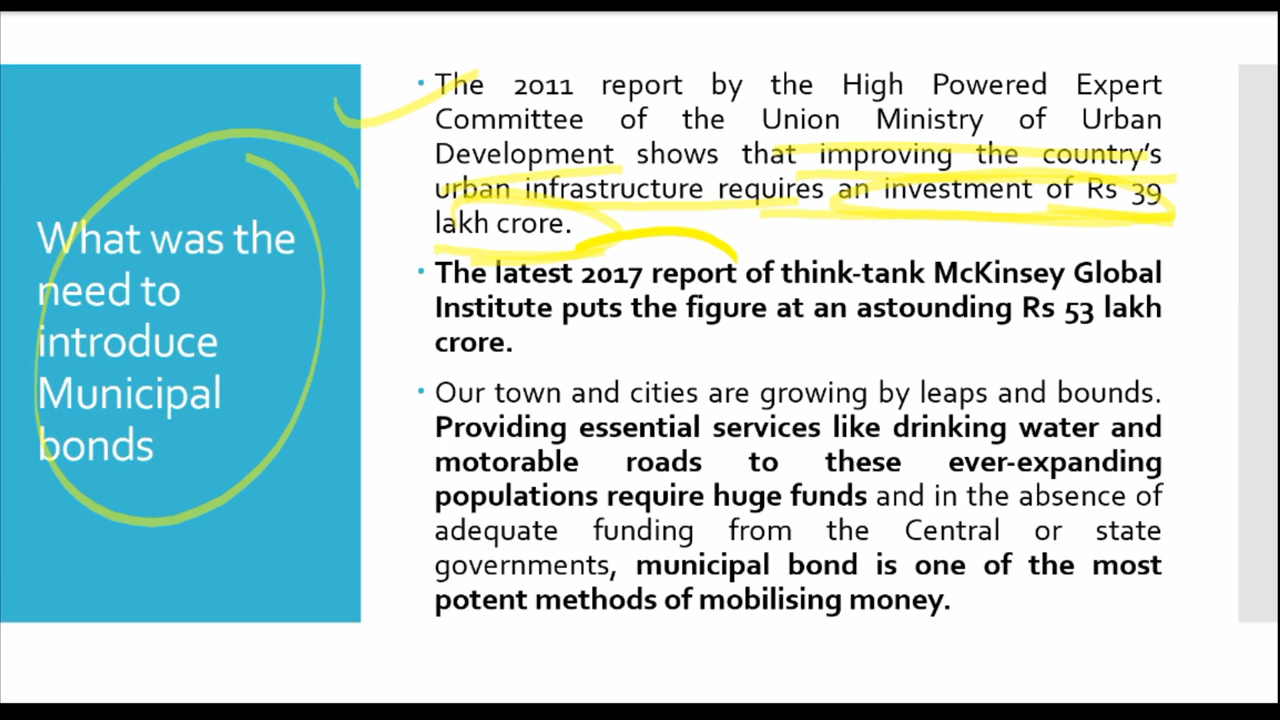 What was the
need to
introduce
Municipal
bonds
• The 2011 report by the High Powered Expert
Committee of the Union Ministry of Urban
Development shows that improving the country's
urban infrastructure requires an investment of Rs 39
lakh crore.
• The latest 2017 report of think-tank McKinsey Global
Institute puts the figure at an astounding Rs 53 lakh
crore.
• Our town and cities are growing by leaps and bounds.
Providing essential services like drinking water and
motorable roads to these ever-expanding
populations require huge funds and in the absence of
adequate funding from the Central or state
governments, municipal bond is one of the most
potent methods of mobilising money.